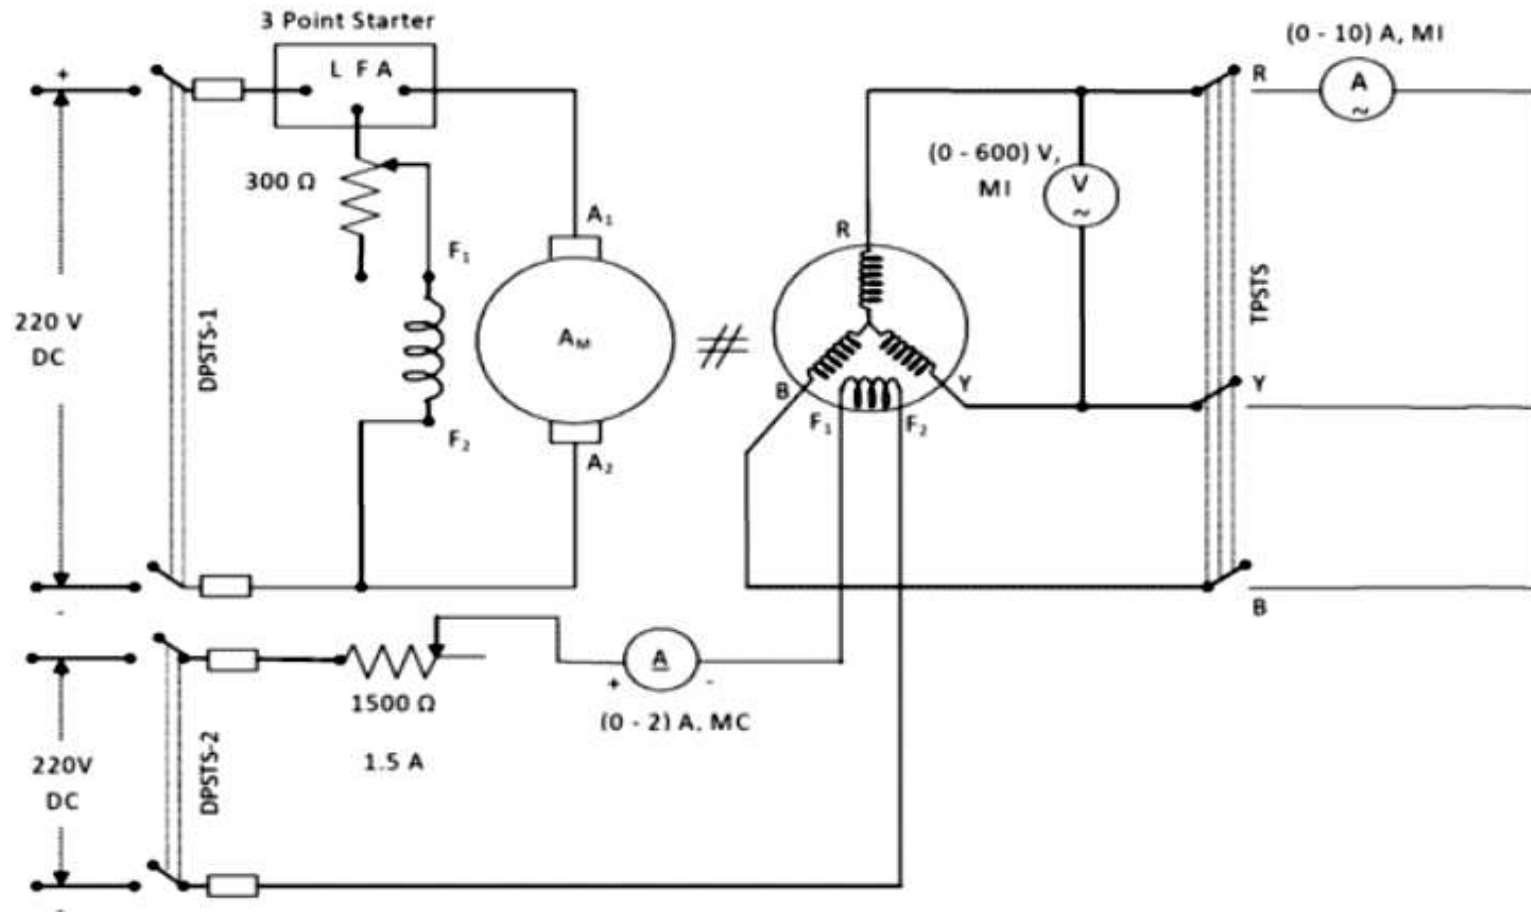 3 Point Starter
(0 - 10) A, MI
+
L F A
R
A
~
300 Ω
(0 - 600) V,
MI
V
~
A₁
R
F₁
220 V
DC
DPSTS-1
A_M
TPSTS
B
Y
Y
F₁
F₂
F₂
A₂
-
B
A
+
-
1500 Ω
(0 - 2) A, MC
1.5 A
220V
DC
DPSTS-2
-